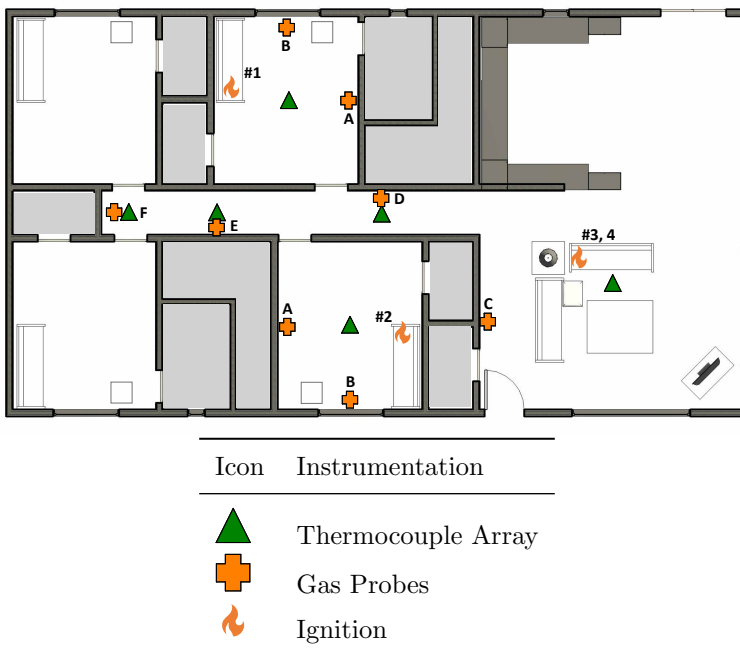 B
#1
A
D
F
E
#3, 4
C
A
#2
B
Icon Instrumentation
Thermocouple Array
Gas Probes
Ignition